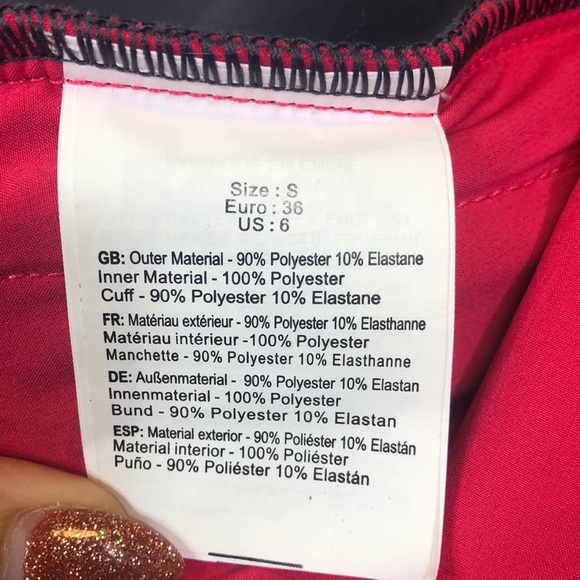 Size : S
Euro : 36
US : 6
GB: Outer Material - 90% Polyester 10% Elastane
Inner Material - 100% Polyester
Cuff - 90% Polyester 10% Elastane
FR: Matériau extérieur - 90% Polyester 10% Elasthanne
Matériau intérieur -100% Polyester
Manchette - 90% Polyester 10% Elasthanne
DE: Außenmaterial - 90% Polyester 10% Elastan
Innenmaterial - 100% Polyester
Bund - 90% Polyester 10% Elastan
ESP: Material exterior - 90% Poliéster 10% Elastán
Material interior - 100% Poliéster
Puño - 90% Poliéster 10% Elastán